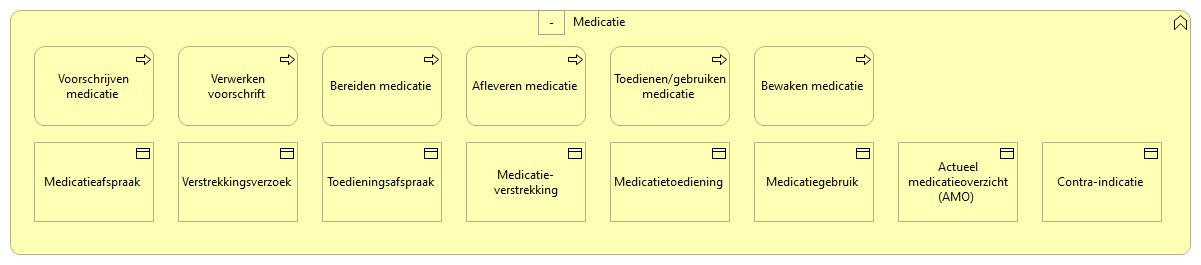 - Medicatie
Voorschrijven
medicatie
Verwerken
voorschrift
Bereiden medicatie
Afleveren medicatie
Toedienen/gebruiken
medicatie
Bewaken medicatie
Medicatieafspraak
Verstrekkingsverzoek
Toedieningsafspraak
Medicatie-
verstrekking
Medicatietoediening
Medicatiegebruik
Actueel
medicatieoverzicht
(AMO)
Contra-indicatie